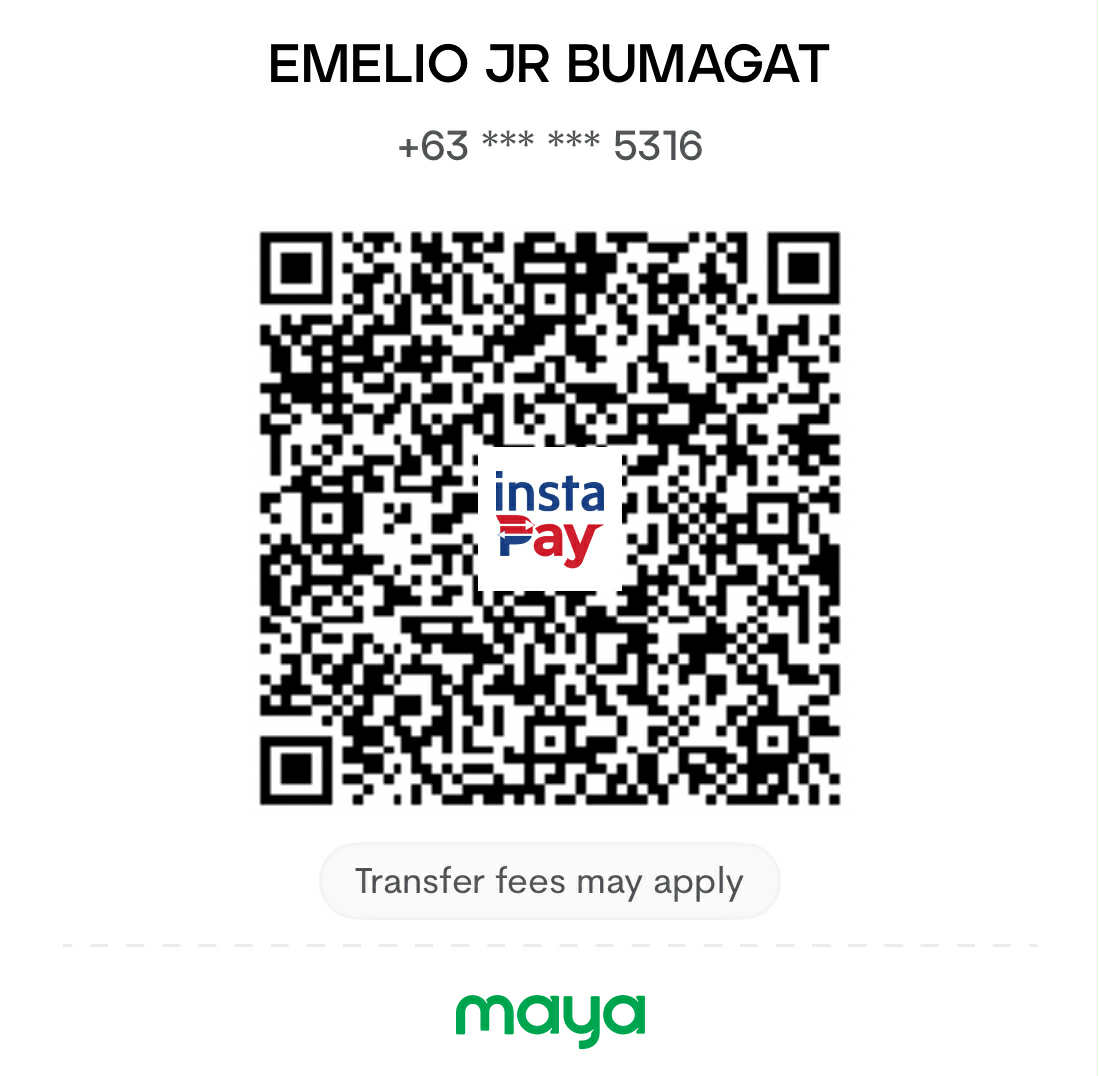 EMELIO JR BUMAGAT
+63 *** *** 5316
insta
Pay
Transfer fees may apply
maya